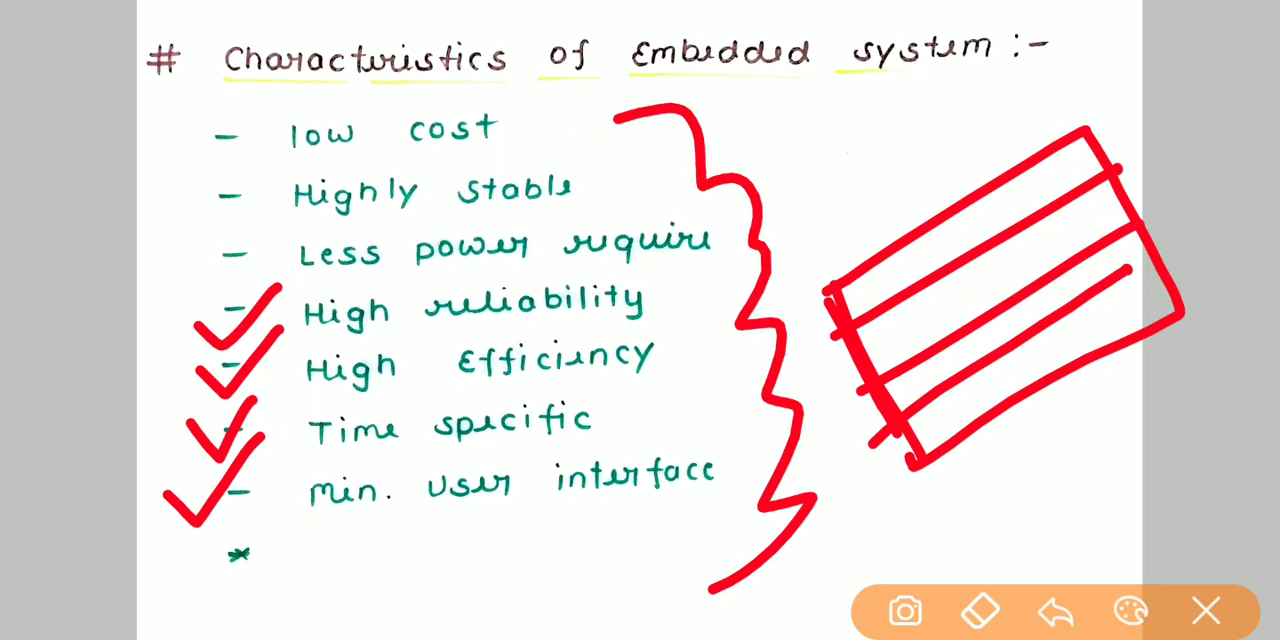 # Characteristics of Embedded system :-
- low cost
- Highly stable
- Less power require
- High reliability
- High Efficiency
- Time specific
- Min. User interface
*